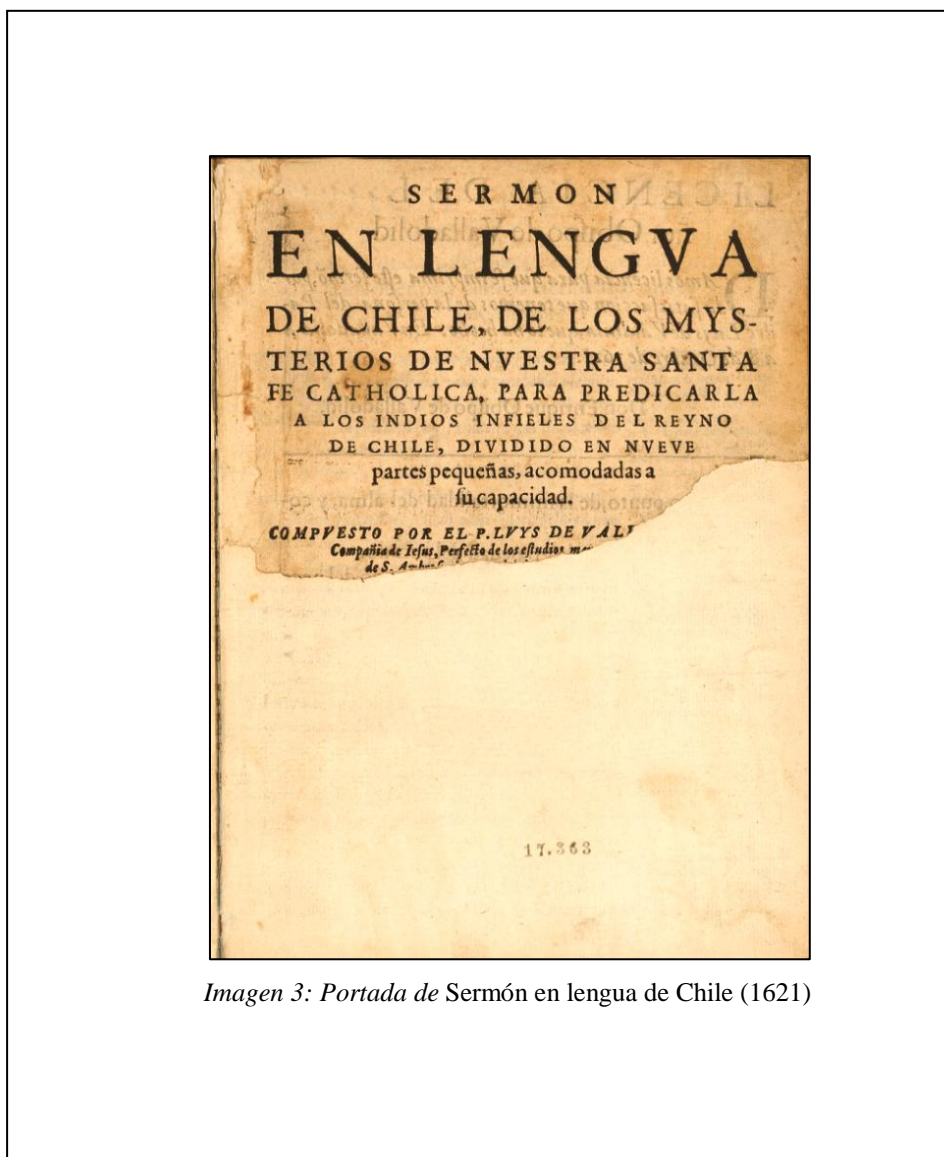 SERMON
EN LENGVA
DE CHILE, DE LOS MYS-
TERIOS DE NVESTRA SANTA
FE CATHOLICA, PARA PREDICARLA
A LOS INDIOS INFIELES DEL REYNO
DE CHILE, DIVIDIDO EN NVEVE
partes pequeñas, acomodadas a
ſu capacidad.
COMPVESTO POR EL P. LVYS DE VAL
Compañia de Ieſus, Perfecto de los eſtudios
de S.
17.363
Imagen 3: Portada de Sermón en lengua de Chile (1621)